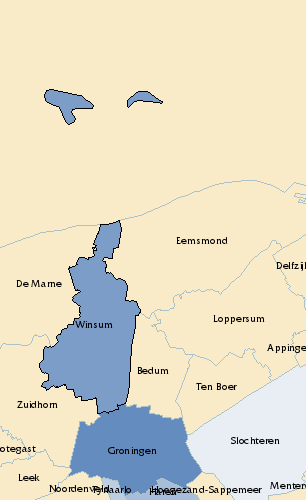 Eemsmond
Delfzij
De Marne
Loppersum
Winsum
Appinge
Bedum
Ten Boer
Zuidhorn
Slochteren
otegast
Groningen
Leek
Noordenveld
Tynaarlo
Haren
Hoogezand-Sappemeer
Menter